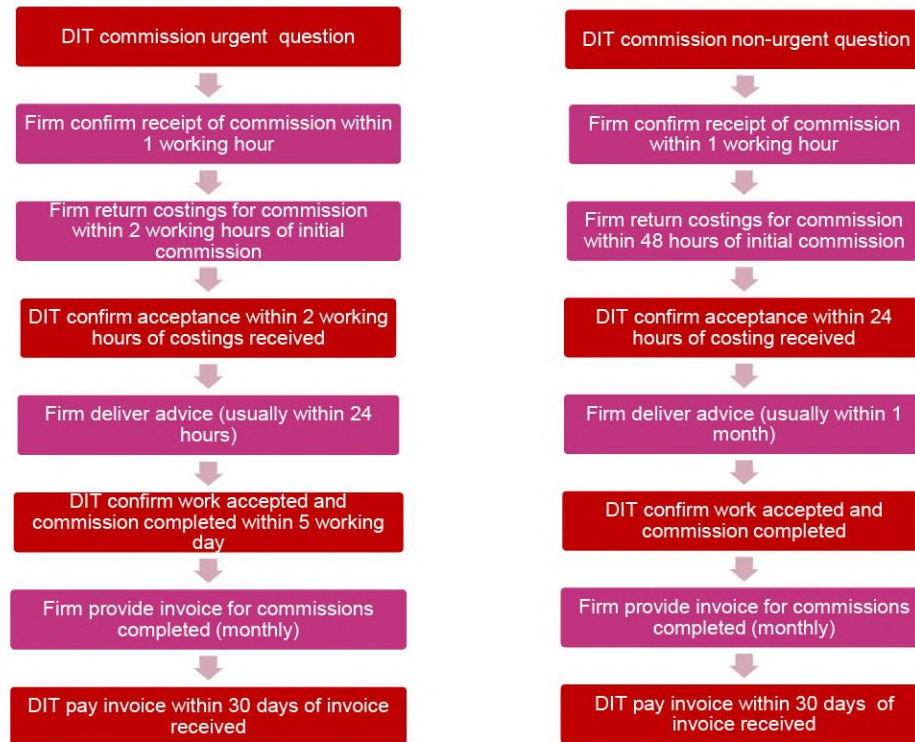 DIT commission urgent question
Firm confirm receipt of commission within
1 working hour
Firm return costings for commission
within 2 working hours of initial
commission
DIT confirm acceptance within 2 working
hours of costings received
Firm deliver advice (usually within 24
hours)
DIT confirm work accepted and
commission completed within 5 working
day
Firm provide invoice for commissions
completed (monthly)
DIT pay invoice within 30 days of invoice
received
DIT commission non-urgent question
Firm confirm receipt of commission
within 1 working hour
Firm return costings for commission
within 48 hours of initial commission
DIT confirm acceptance within 24
hours of costing received
Firm deliver advice (usually within 1
month)
DIT confirm work accepted and
commission completed
Firm provide invoice for commissions
completed (monthly)
DIT pay invoice within 30 days of
invoice received